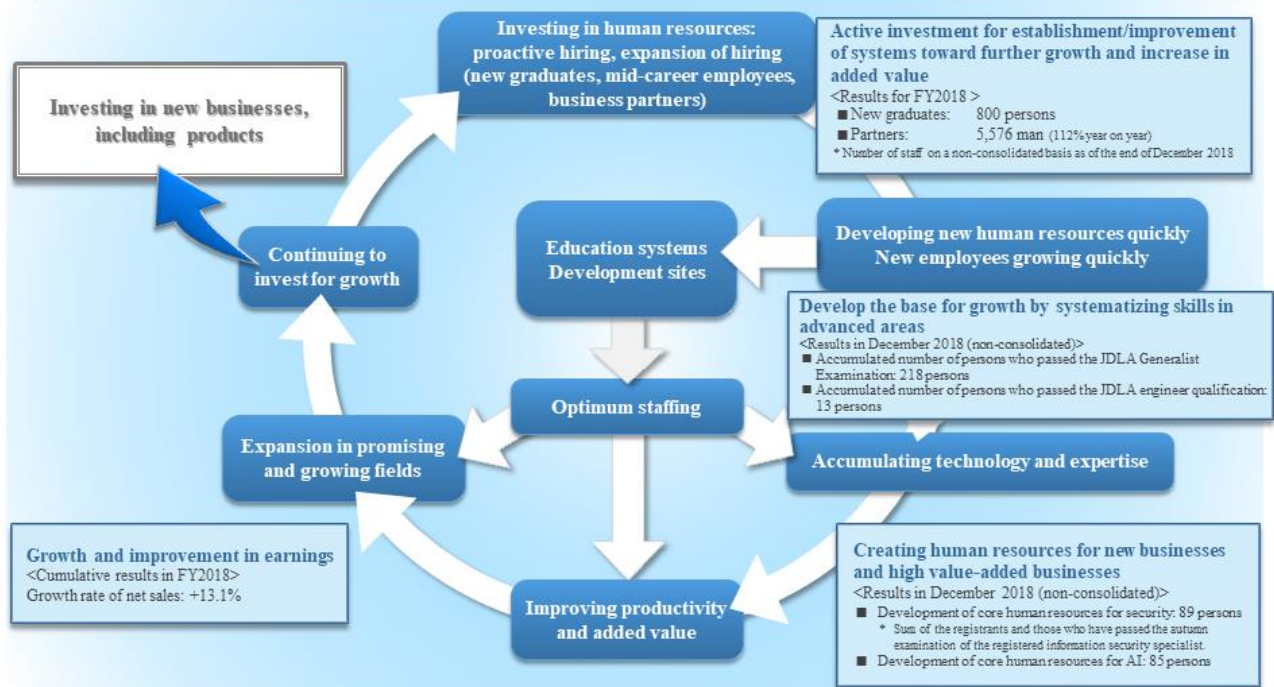 Investing in human resources:
proactive hiring, expansion of hiring
(new graduates, mid-career employees,
business partners)
Active investment for establishment/improvement
of systems toward further growth and increase in
added value
<Results for FY2018 >
■ New graduates: 800 persons
■ Partners: 5,576 man (112% year on year)
* Number of staff on a non-consolidated basis as of the end of December 2018
Investing in new businesses,
including products
Continuing to
invest for growth
Education systems
Development sites
Developing new human resources quickly
New employees growing quickly
Develop the base for growth by systematizing skills in
advanced areas
<Results in December 2018 (non-consolidated)>
■ Accumulated number of persons who passed the JDLA Generalist
Examination: 218 persons
■ Accumulated number of persons who passed the JDLA engineer qualification:
13 persons
Optimum staffing
Expansion in promising
and growing fields
Accumulating technology and expertise
Growth and improvement in earnings
<Cumulative results in FY2018>
Growth rate of net sales: +13.1%
Improving productivity
and added value
Creating human resources for new businesses
and high value-added businesses
<Results in December 2018 (non-consolidated)>
■ Development of core human resources for security: 89 persons
* Sum of the registrants and those who have passed the autumn
examination of the registered information security specialist.
■ Development of core human resources for AI: 85 persons